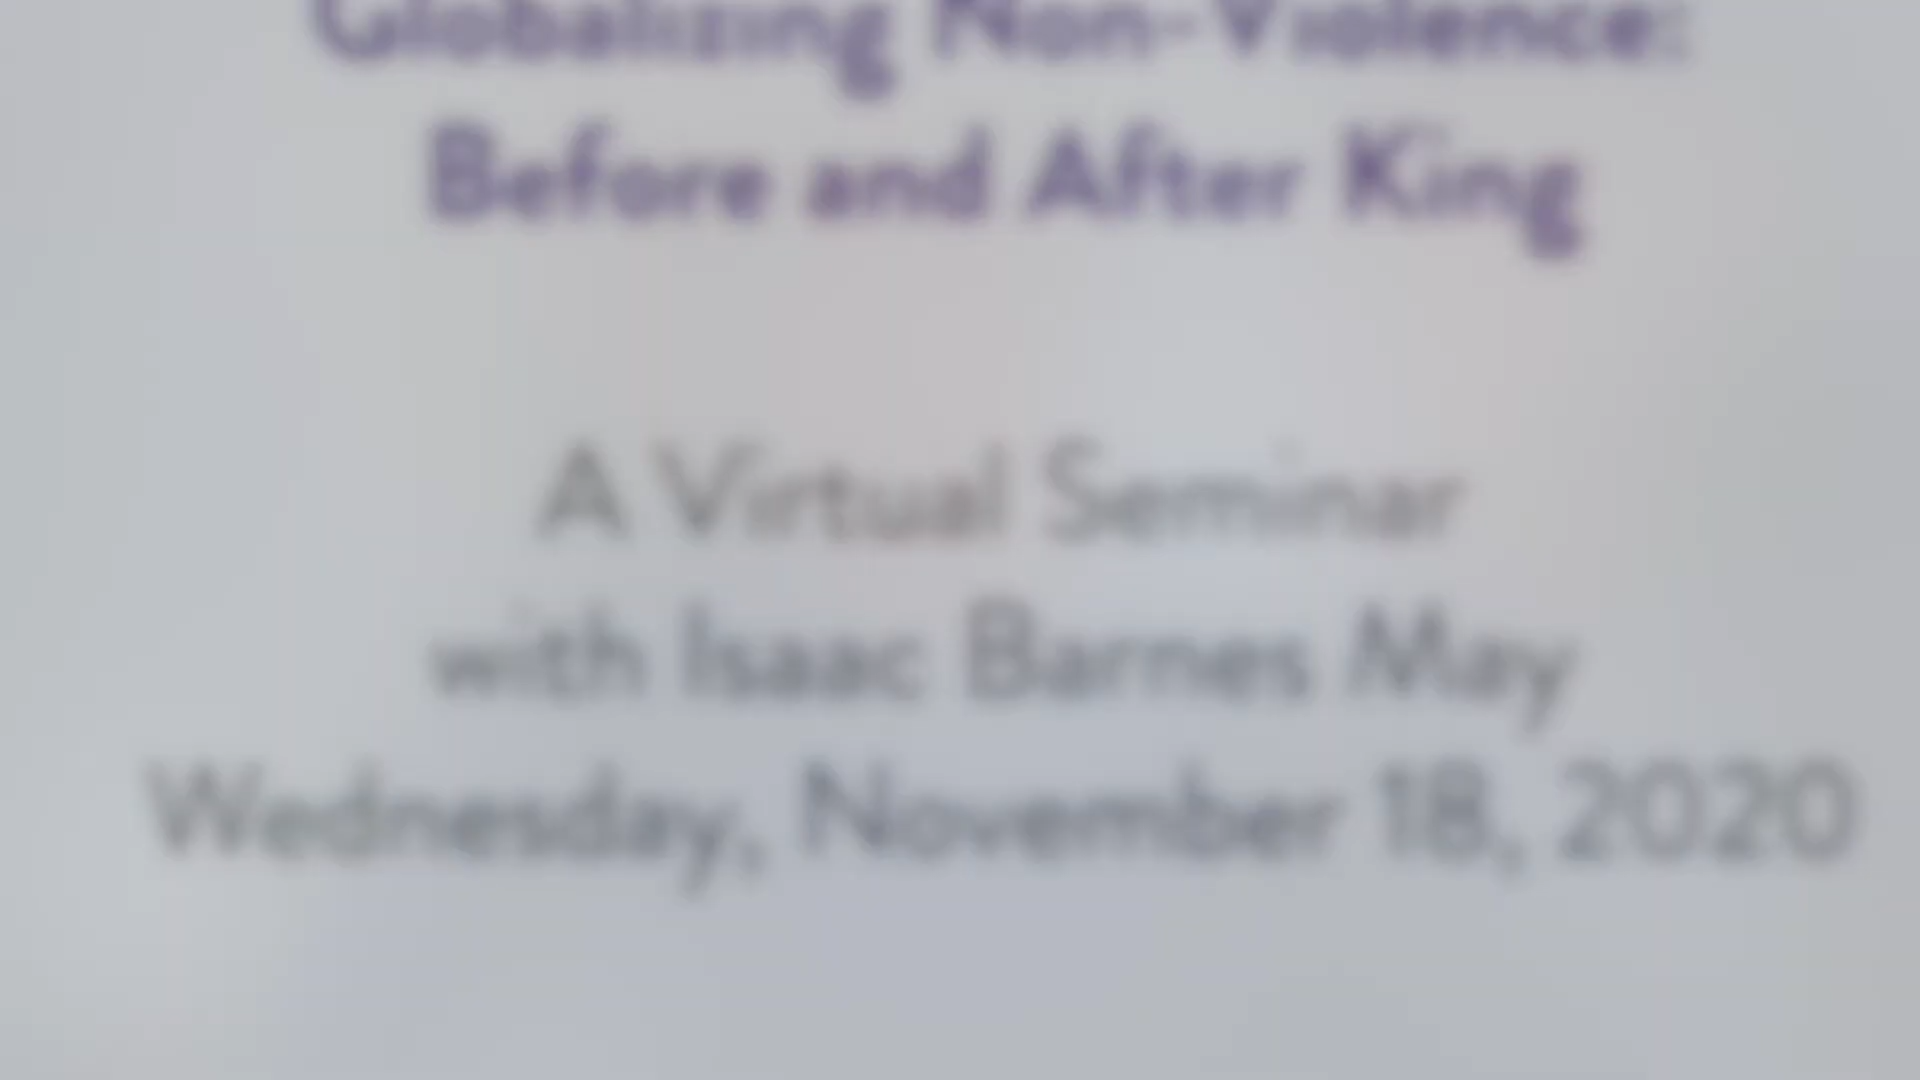 Globalizing Non-Violence:
Before and After King
A Virtual Seminar
with Isaac Barnes May
Wednesday, November 18, 2020